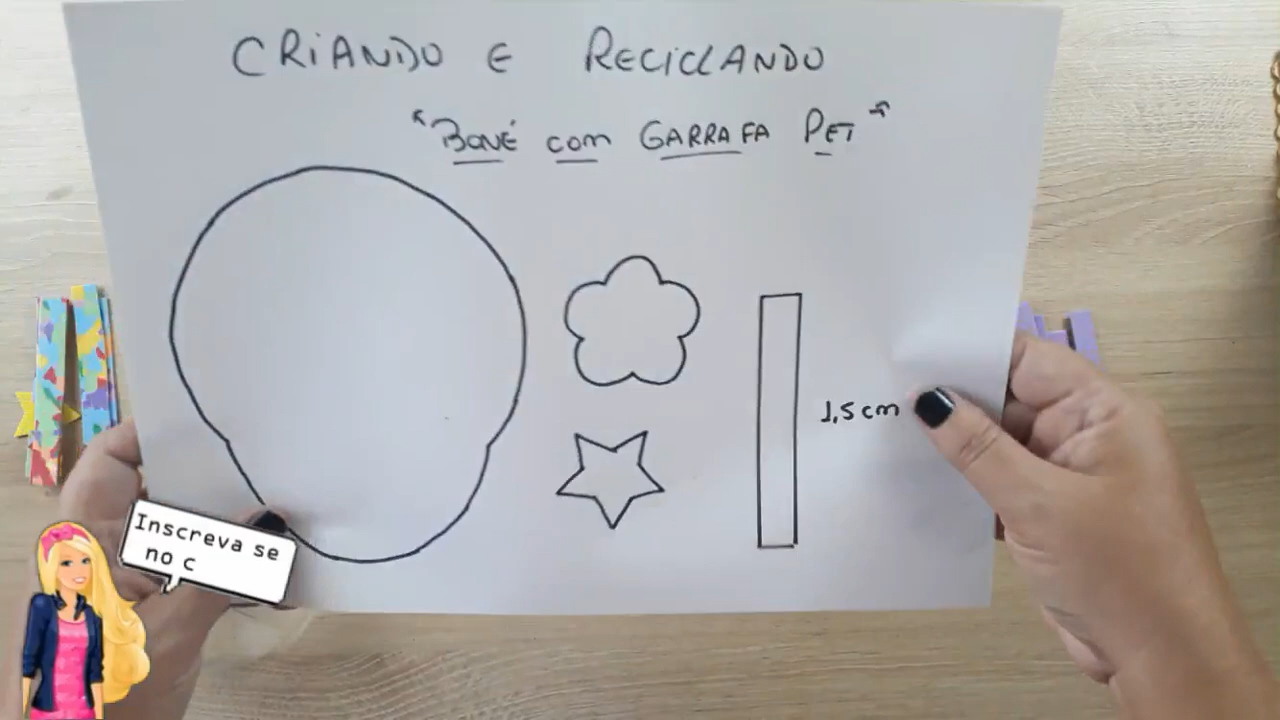 CRIANDO E RECICLANDO
"BONÉ COM GARRAFA PET"
1,5 cm
Inscreva se
no c